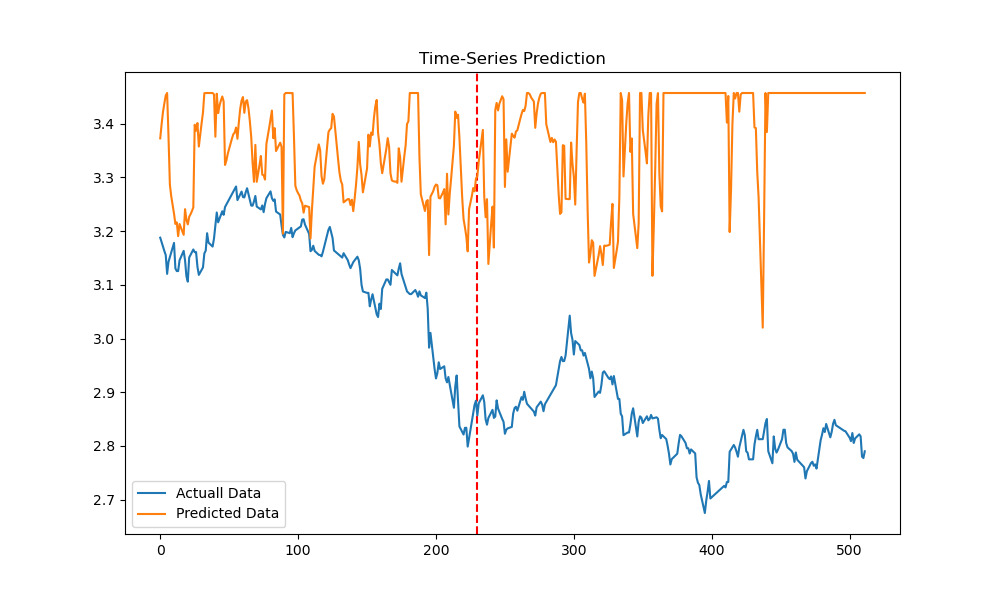 Time-Series Prediction
3.4
3.3
3.2
3.1
3.0
2.9
2.8
2.7
Actuall Data
Predicted Data
0 100 200 300 400 500